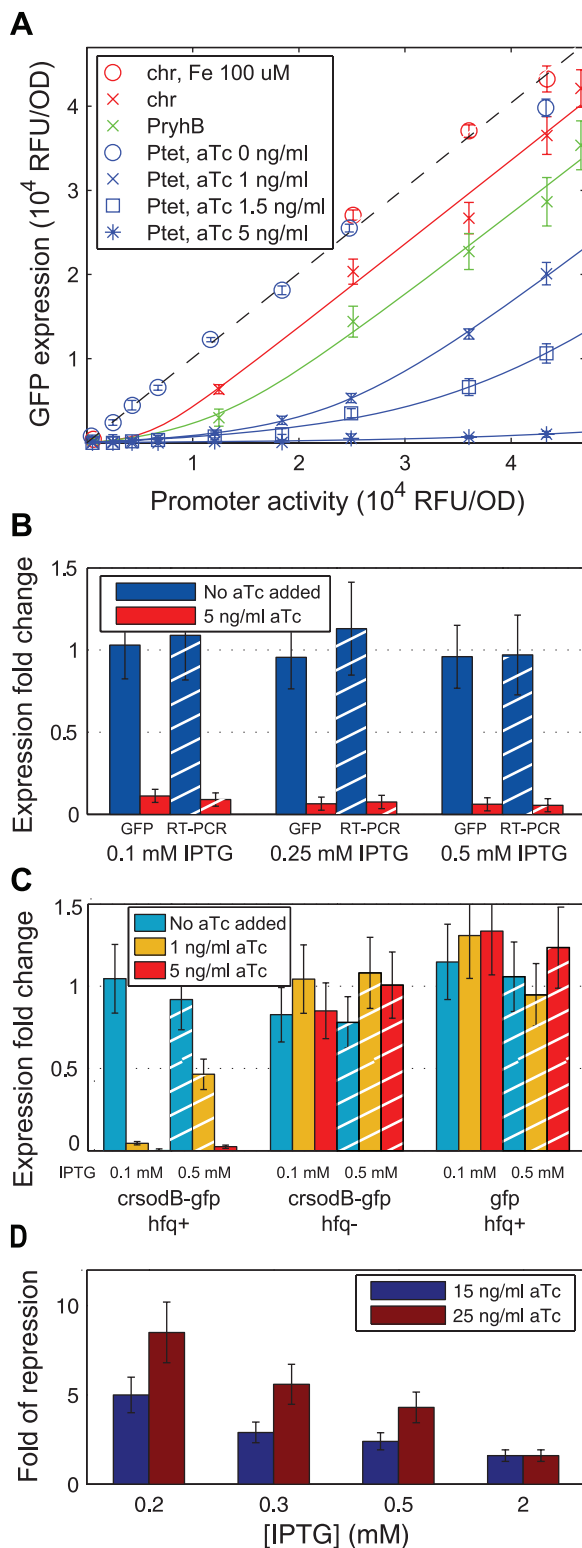 A
chr, Fe 100 uM
chr
PryhB
Ptet, aTc 0 ng/ml
Ptet, aTc 1 ng/ml
Ptet, aTc 1.5 ng/ml
Ptet, aTc 5 ng/ml
GFP expression (10⁴ RFU/OD)
4
3
2
1
1 2 3 4
Promoter activity (10⁴ RFU/OD)
B
No aTc added
5 ng/ml aTc
Expression fold change
1.5
1
0.5
0
GFP RT-PCR GFP RT-PCR GFP RT-PCR
0.1 mM IPTG 0.25 mM IPTG 0.5 mM IPTG
C
No aTc added
1 ng/ml aTc
5 ng/ml aTc
Expression fold change
1.5
1
0.5
0
IPTG 0.1 mM 0.5 mM 0.1 mM 0.5 mM 0.1 mM 0.5 mM
crsodB-gfp crsodB-gfp gfp
hfq+ hfq- hfq+
D
15 ng/ml aTc
25 ng/ml aTc
Fold of repression
10
5
0
0.2 0.3 0.5 2
[IPTG] (mM)